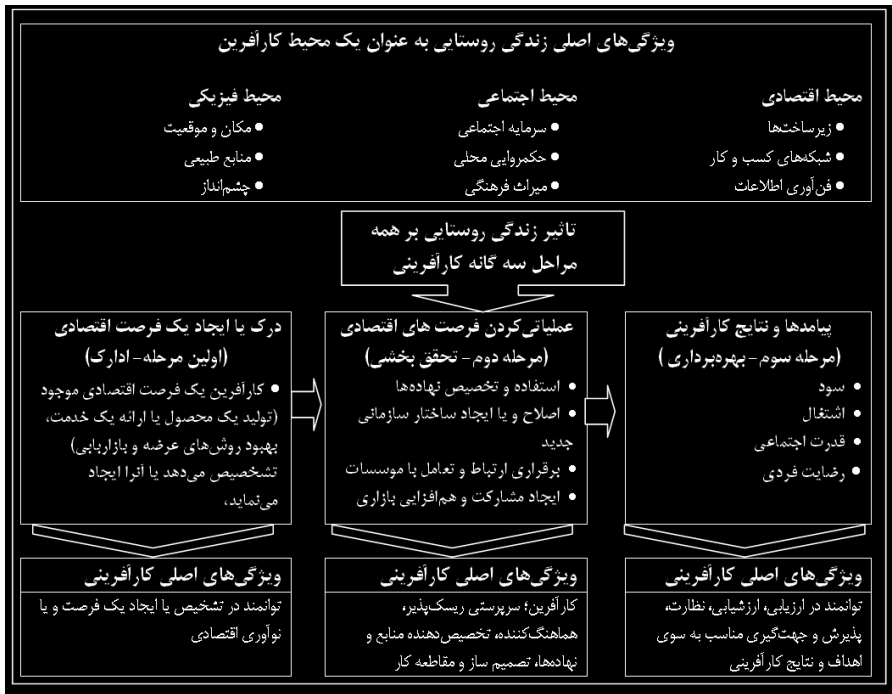 ویژگی‌های اصلی زندگی روستایی به عنوان یک محیط کارآفرین
محیط اقتصادی
● زیرساخت‌ها
● شبکه‌های کسب و کار
● فن‌آوری اطلاعات
محیط اجتماعی
● سرمایه اجتماعی
● حکمروایی محلی
● میراث فرهنگی
محیط فیزیکی
● مکان و موقعیت
● منابع طبیعی
● چشم‌انداز
تاثیر زندگی روستایی بر همه
مراحل سه گانه کارآفرینی
درک یا ایجاد یک فرصت اقتصادی
(اولین مرحله- ادارک)
● کارآفرین یک فرصت اقتصادی موجود
(تولید یک محصول یا ارائه یک خدمت،
بهبود روش‌های عرضه و بازاریابی)
تشخصیص می‌دهد یا آنرا ایجاد
می‌نماید،
عملیاتی‌کردن فرصت های اقتصادی
(مرحله دوم- تحقق بخشی)
● استفاده و تخصیص نهاده‌ها
● اصلاح و یا ایجاد ساختار سازمانی
جدید
● برقراری ارتباط و تعامل با موسسات
● ایجاد مشارکت و هم‌افزایی بازاری
پیامدها و نتایج کارآفرینی
(مرحله سوم- بهره‌برداری )
● سود
● اشتغال
● قدرت اجتماعی
● رضایت فردی
ویژگی‌های اصلی کارآفرینی
توانمند در تشخیص یا ایجاد یک فرصت و یا
نوآوری اقتصادی
ویژگی‌های اصلی کارآفرینی
کارآفرین؛ سرپرستی ریسک‌پذیر،
هماهنگ‌کننده، تخصیص‌دهنده منابع و
نهاده‌ها، تصمیم ساز و مقاطعه کار
ویژگی‌های اصلی کارآفرینی
توانمند در ارزیابی، ارزشیابی، نظارت،
پذیرش و جهت‌گیری مناسب به سوی
اهداف و نتایج کارآفرینی